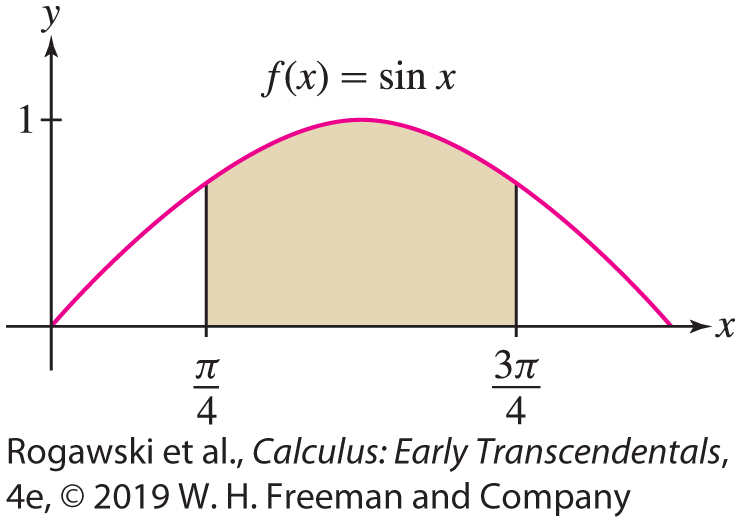 y
f(x) = sin x
1
x
π/4
3π/4
Rogawski et al., Calculus: Early Transcendentals,
4e, © 2019 W. H. Freeman and Company